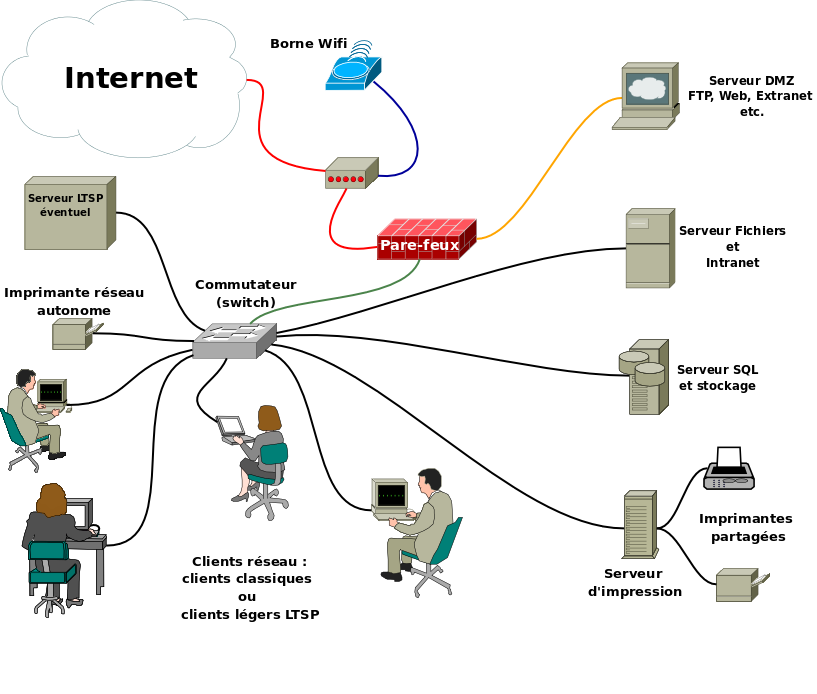 Borne Wifi
Internet
Serveur DMZ
FTP, Web, Extranet
etc.
Serveur LTSP
éventuel
Pare-feux
Serveur Fichiers
et
Intranet
Commutateur
(switch)
Imprimante réseau
autonome
Serveur SQL
et stockage
Imprimantes
partagées
Clients réseau :
clients classiques
ou
clients légers LTSP
Serveur
d'impression